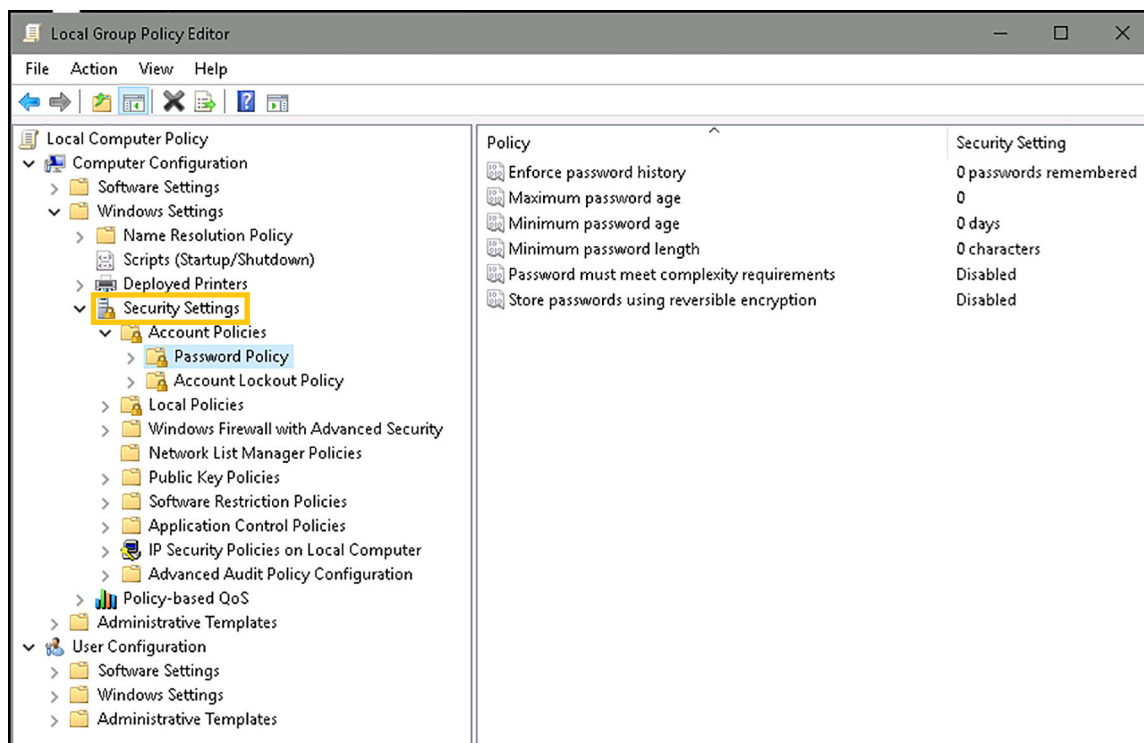 Local Group Policy Editor
File Action View Help
Local Computer Policy
Computer Configuration
Software Settings
Windows Settings
Name Resolution Policy
Scripts (Startup/Shutdown)
Deployed Printers
Security Settings
Account Policies
Password Policy
Account Lockout Policy
Local Policies
Windows Firewall with Advanced Security
Network List Manager Policies
Public Key Policies
Software Restriction Policies
Application Control Policies
IP Security Policies on Local Computer
Advanced Audit Policy Configuration
Policy-based QoS
Administrative Templates
User Configuration
Software Settings
Windows Settings
Administrative Templates
Policy Security Setting
Enforce password history 0 passwords remembered
Maximum password age 0
Minimum password age 0 days
Minimum password length 0 characters
Password must meet complexity requirements Disabled
Store passwords using reversible encryption Disabled